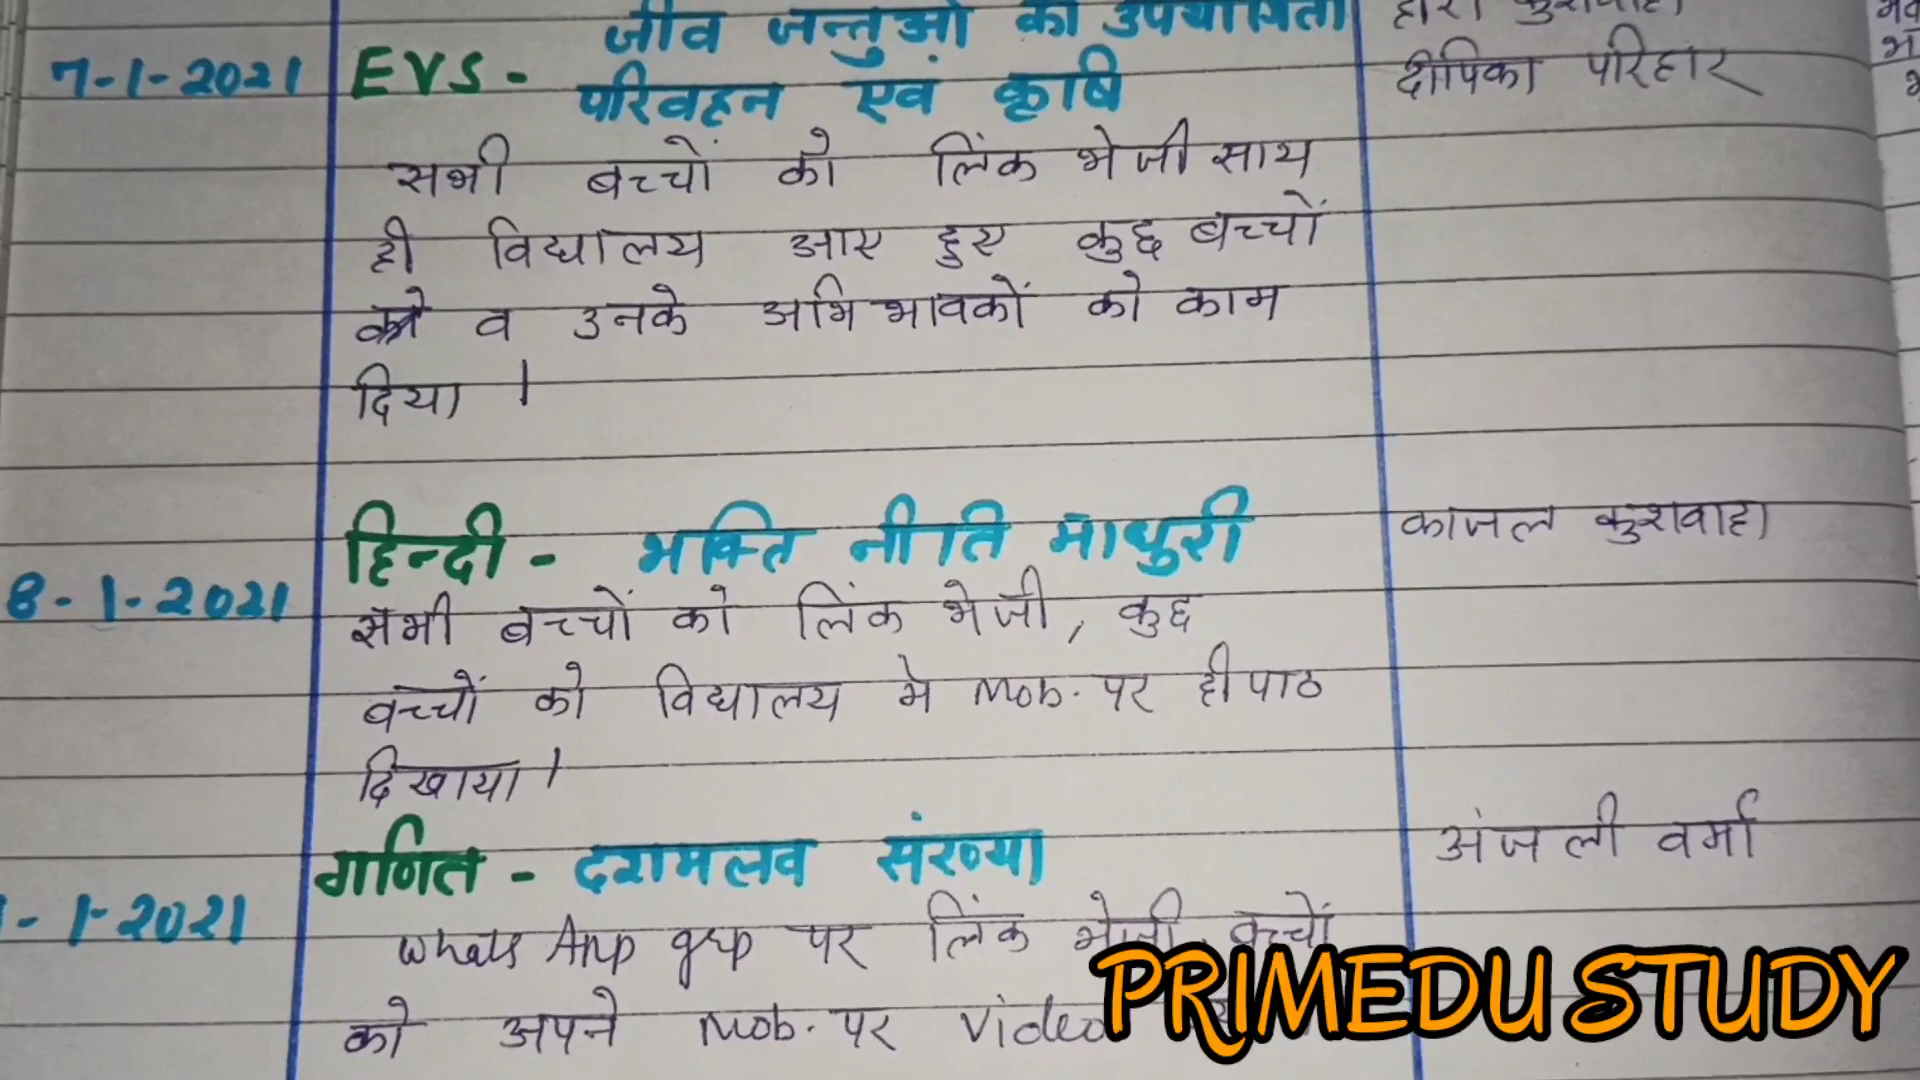 जीव जन्तुओं की उपयोगिता
7-1-2021 EVS - परिवहन एवं कृषि
दीपिका परिहार
सभी बच्चों को लिंक भेजी साथ
ही विद्यालय आए हुए कुछ बच्चों
को व उनके अभिभावकों को काम
दिया ।
हिन्दी - भक्ति नीति माधुरी
काजल कुशवाहा
8-1-2021
सभी बच्चों को लिंक भेजी, कुछ
बच्चों को विद्यालय मे Mob. पर ही पाठ
दिखाया ।
गणित - दशमलव संख्या
अंजली वर्मा
-1-2021
Whats App grp पर लिंक भेजी, बच्चों
को अपने Mob. पर Video
PRIMEDU STUDY